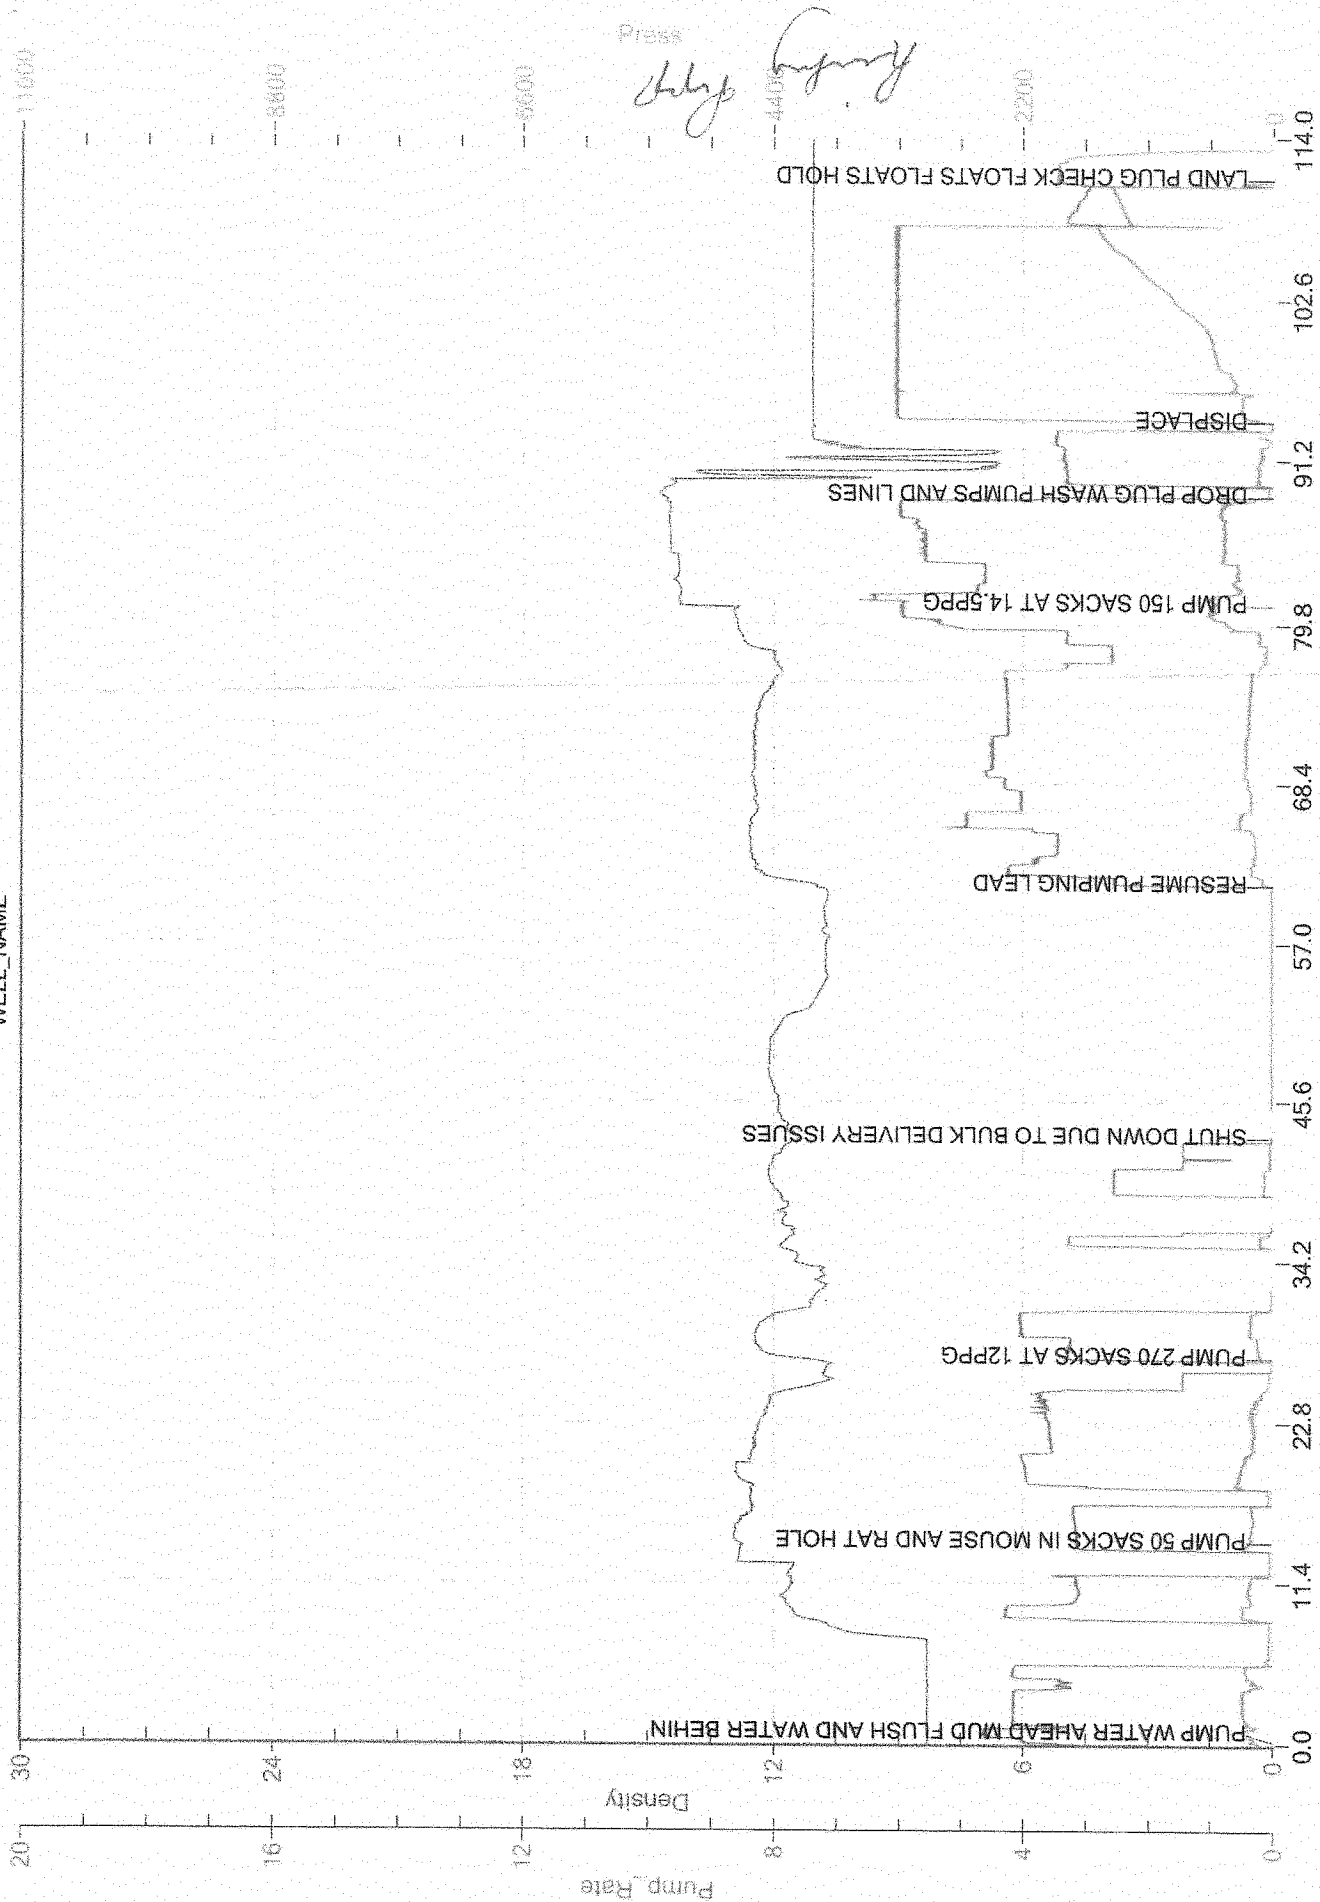 WELL_NAME
Pump_Rate
20
16
12
8
4
0
Density
30
24
18
12
6
0
Press
11000
8800
6600
4400
2200
0
PUMP WATER AHEAD MUD FLUSH AND WATER BEHIN
PUMP 50 SACKS IN MOUSE AND RAT HOLE
PUMP 270 SACKS AT 12PPG
SHUT DOWN DUE TO BULK DELIVERY ISSUES
RESUME PUMPING LEAD
PUMP 150 SACKS AT 14.5PPG
DROP PLUG WASH PUMPS AND LINES
DISPLACE
LAND PLUG CHECK FLOATS FLOATS HOLD
0.0
11.4
22.8
34.2
45.6
57.0
68.4
79.8
91.2
102.6
114.0